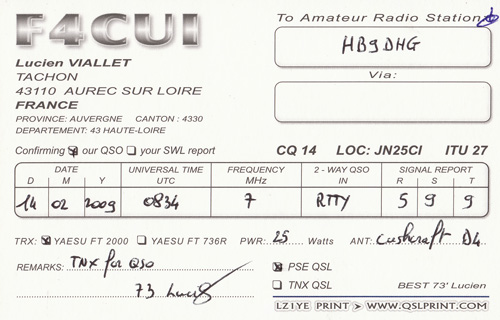 F4CUI
To Amateur Radio Station
HB9DHG
Via:
Lucien VIALLET
TACHON
43110 AUREC SUR LOIRE
FRANCE
PROVINCE: AUVERGNE CANTON : 4330
DEPARTEMENT: 43 HAUTE-LOIRE
Confirming our QSO your SWL report
CQ 14 LOC: JN25CI ITU 27
DATE UNIVERSAL TIME FREQUENCY 2 - WAY QSO SIGNAL REPORT
D M Y UTC MHz IN R S T
14 02 2009 0834 7 RTTY 5 9 9
TRX: YAESU FT 2000 YAESU FT 736R PWR: 25 Watts ANT: Cushcraft D4
REMARKS: TNX for QSO
73 Lucien
PSE QSL
TNX QSL
BEST 73' Lucien
LZ1YE PRINT > WWW.QSLPRINT.COM